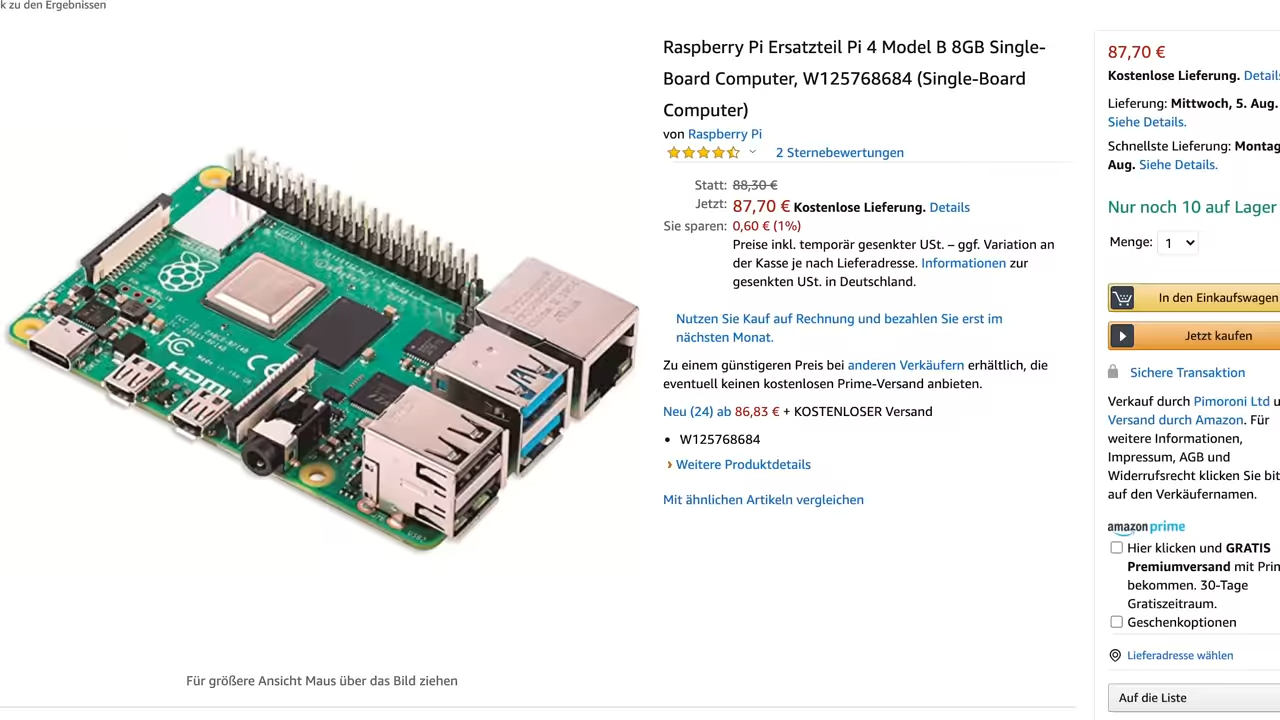 k zu den Ergebnissen
Raspberry Pi Ersatzteil Pi 4 Model B 8GB Single-
Board Computer, W125768684 (Single-Board
Computer)
von Raspberry Pi
2 Sternebewertungen
Statt: 88,30 €
Jetzt: 87,70 € Kostenlose Lieferung. Details
Sie sparen: 0,60 € (1%)
Preise inkl. temporär gesenkter USt. – ggf. Variation an
der Kasse je nach Lieferadresse. Informationen zur
gesenkten USt. in Deutschland.
Nutzen Sie Kauf auf Rechnung und bezahlen Sie erst im
nächsten Monat.
Zu einem günstigeren Preis bei anderen Verkäufern erhältlich, die
eventuell keinen kostenlosen Prime-Versand anbieten.
Neu (24) ab 86,83 € + KOSTENLOSER Versand
• W125768684
› Weitere Produktdetails
Mit ähnlichen Artikeln vergleichen
HDMI
FC
CE
Für größere Ansicht Maus über das Bild ziehen
87,70 €
Kostenlose Lieferung. Details
Lieferung: Mittwoch, 5. Aug.
Siehe Details.
Schnellste Lieferung: Montag
Aug. Siehe Details.
Nur noch 10 auf Lager
Menge: 1
In den Einkaufswagen
Jetzt kaufen
Sichere Transaktion
Verkauf durch Pimoroni Ltd u
Versand durch Amazon. Für
weitere Informationen,
Impressum, AGB und
Widerrufsrecht klicken Sie bit
auf den Verkäufernamen.
amazon prime
Hier klicken und GRATIS
Premiumversand mit Prim
bekommen. 30-Tage
Gratiszeitraum.
Geschenkoptionen
Lieferadresse wählen
Auf die Liste